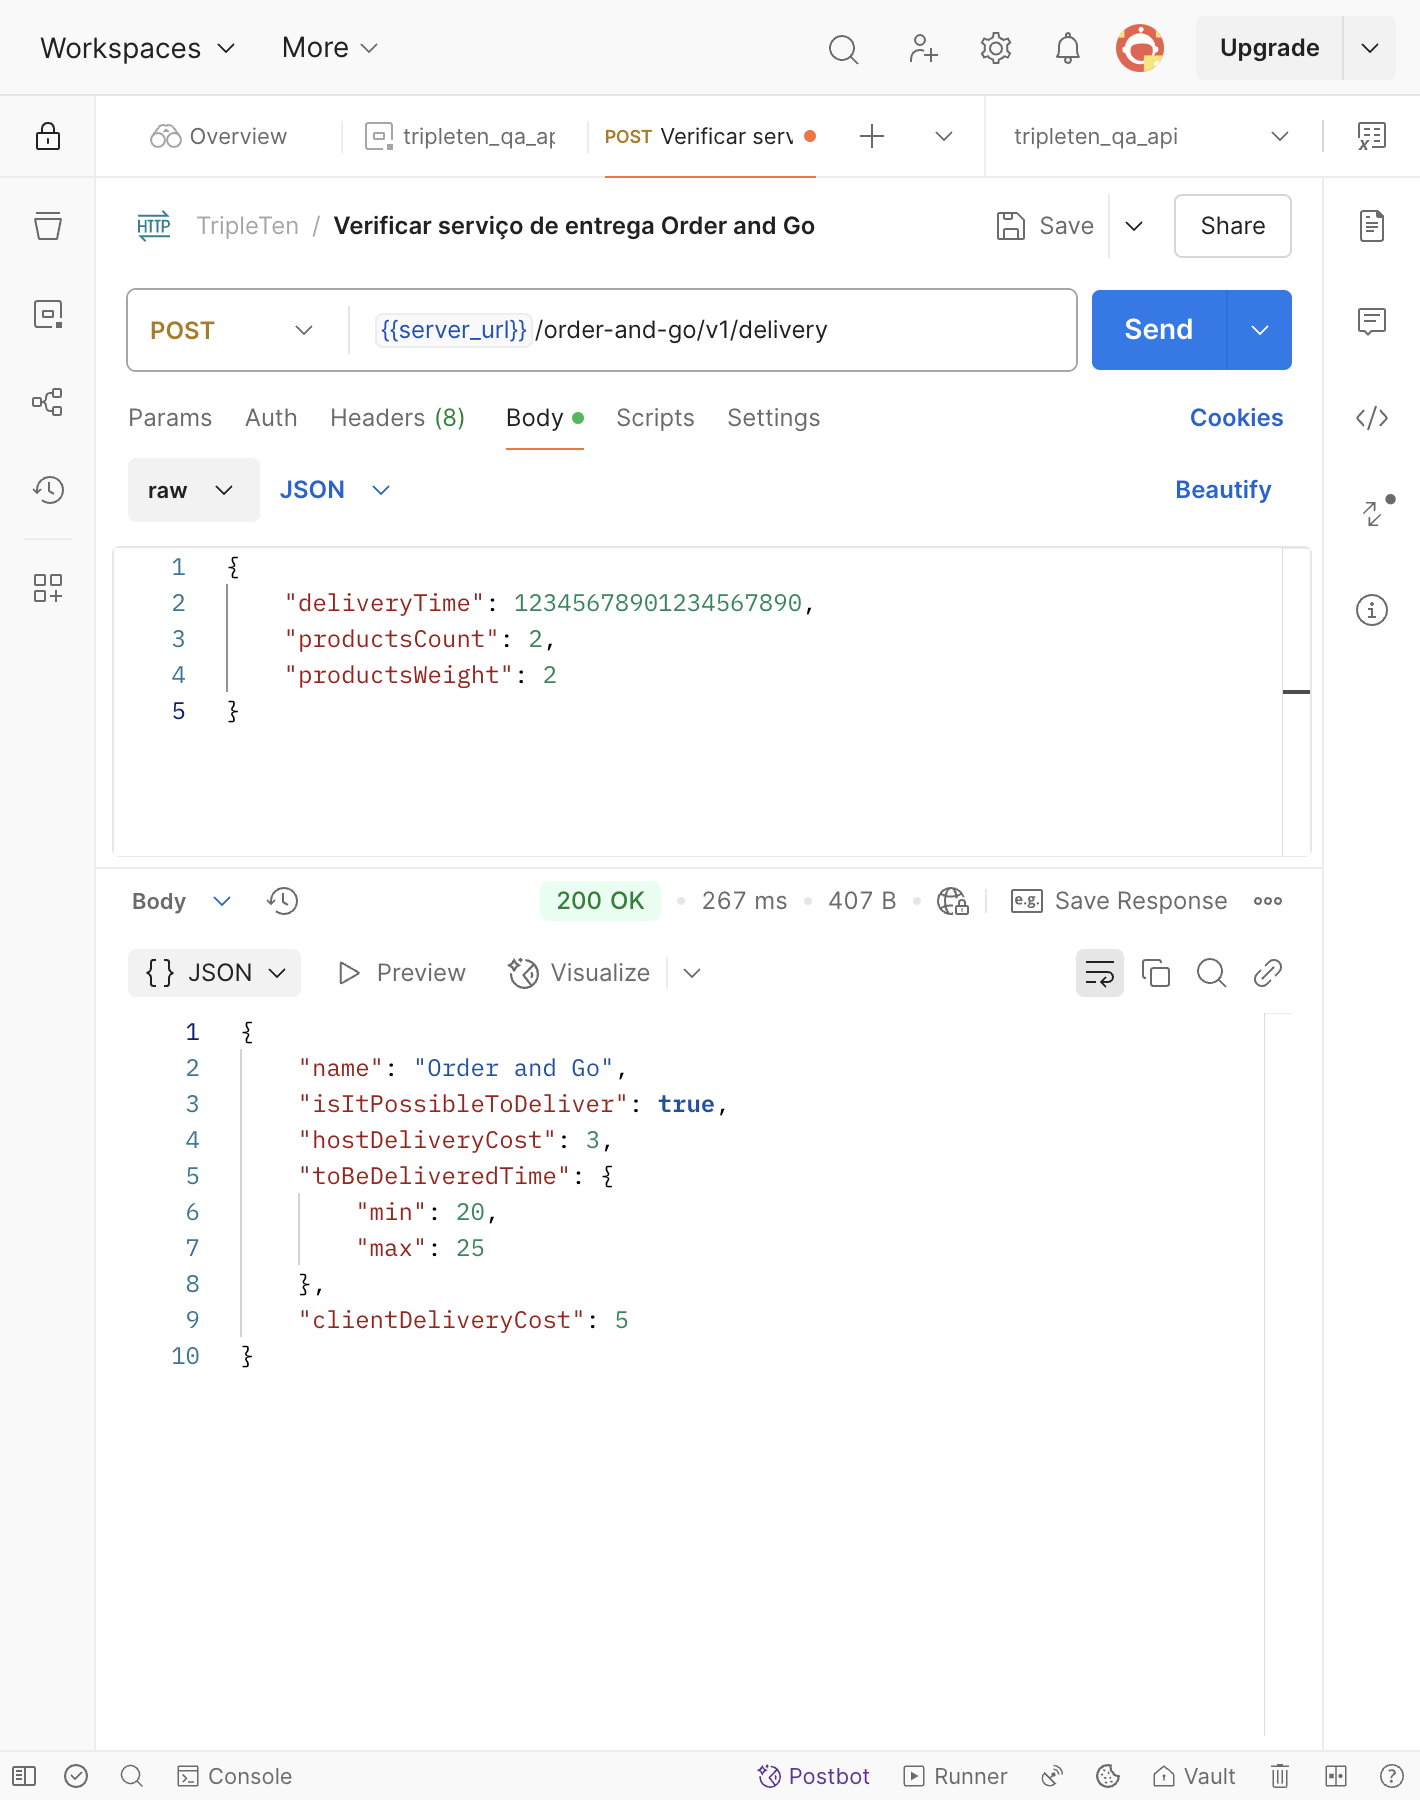 Workspaces More Upgrade
Overview tripleten_qa_ap POST Verificar serv tripleten_qa_api
HTTP TripleTen / Verificar serviço de entrega Order and Go Save Share
POST {{server_url}}/order-and-go/v1/delivery Send
Params Auth Headers (8) Body Scripts Settings Cookies
raw JSON Beautify
1 {
2 "deliveryTime": 12345678901234567890,
3 "productsCount": 2,
4 "productsWeight": 2
5 }
Body 200 OK 267 ms 407 B e.g. Save Response
{} JSON Preview Visualize
1 {
2 "name": "Order and Go",
3 "isItPossibleToDeliver": true,
4 "hostDeliveryCost": 3,
5 "toBeDeliveredTime": {
6 "min": 20,
7 "max": 25
8 },
9 "clientDeliveryCost": 5
10 }
Console Postbot Runner Vault